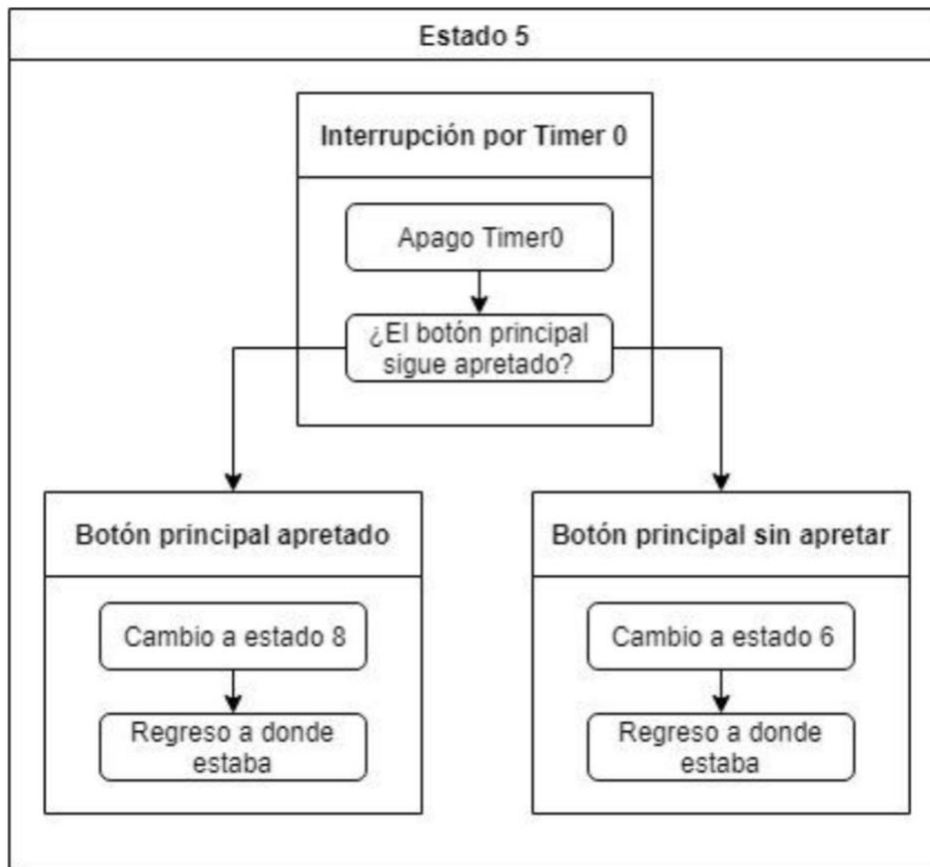 Estado 5
Interrupción por Timer 0
Apago Timer0
¿El botón principal
sigue apretado?
Botón principal apretado
Cambio a estado 8
Regreso a donde
estaba
Botón principal sin apretar
Cambio a estado 6
Regreso a donde
estaba